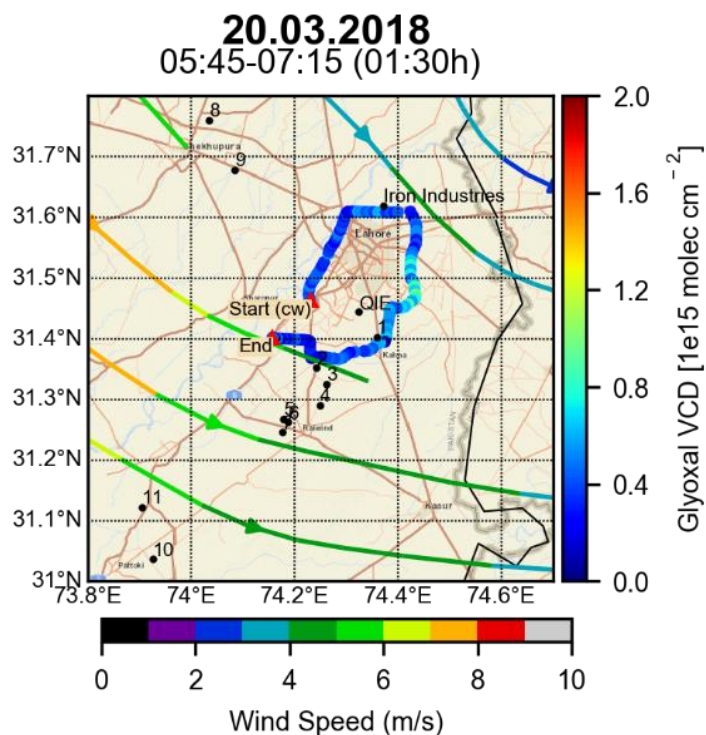 20.03.2018
05:45-07:15 (01:30h)
8
9
Iron Industries
Lahore
Start (cw)
QIE
1
End
Kahna
3
4
5
6
Raiwind
PAKISTAN
11
Kasur
10
Pattoki
31.7°N
31.6°N
31.5°N
31.4°N
31.3°N
31.2°N
31.1°N
31°N
73.8°E
74°E
74.2°E
74.4°E
74.6°E
2.0
1.6
1.2
0.8
0.4
0.0
Glyoxal VCD [1e15 molec cm⁻²]
0
2
4
6
8
10
Wind Speed (m/s)